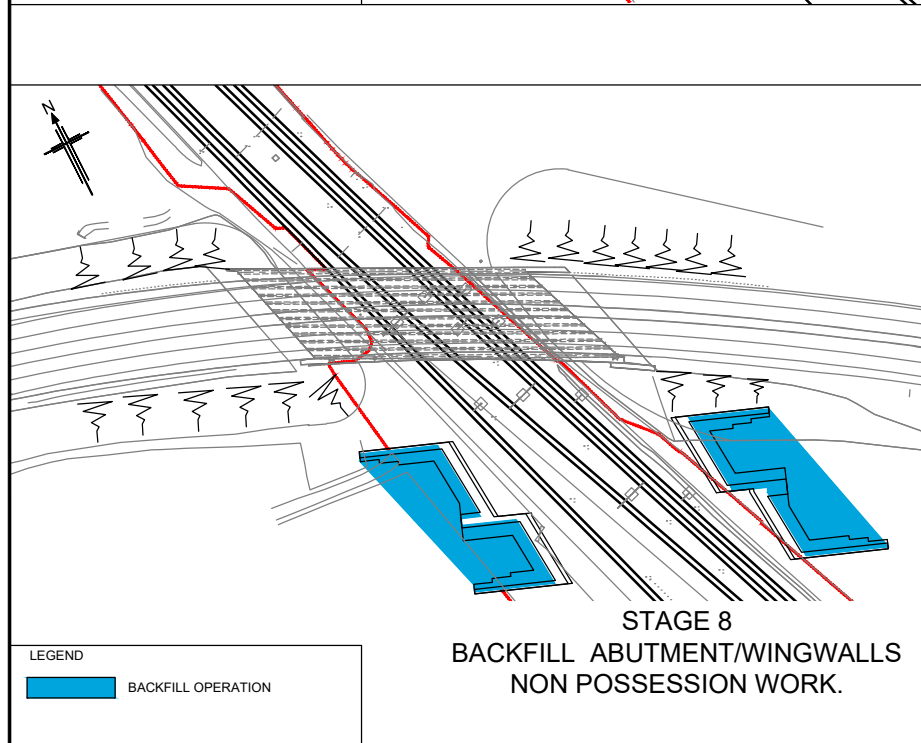 N
STAGE 8
BACKFILL ABUTMENT/WINGWALLS
NON POSSESSION WORK.
LEGEND
BACKFILL OPERATION